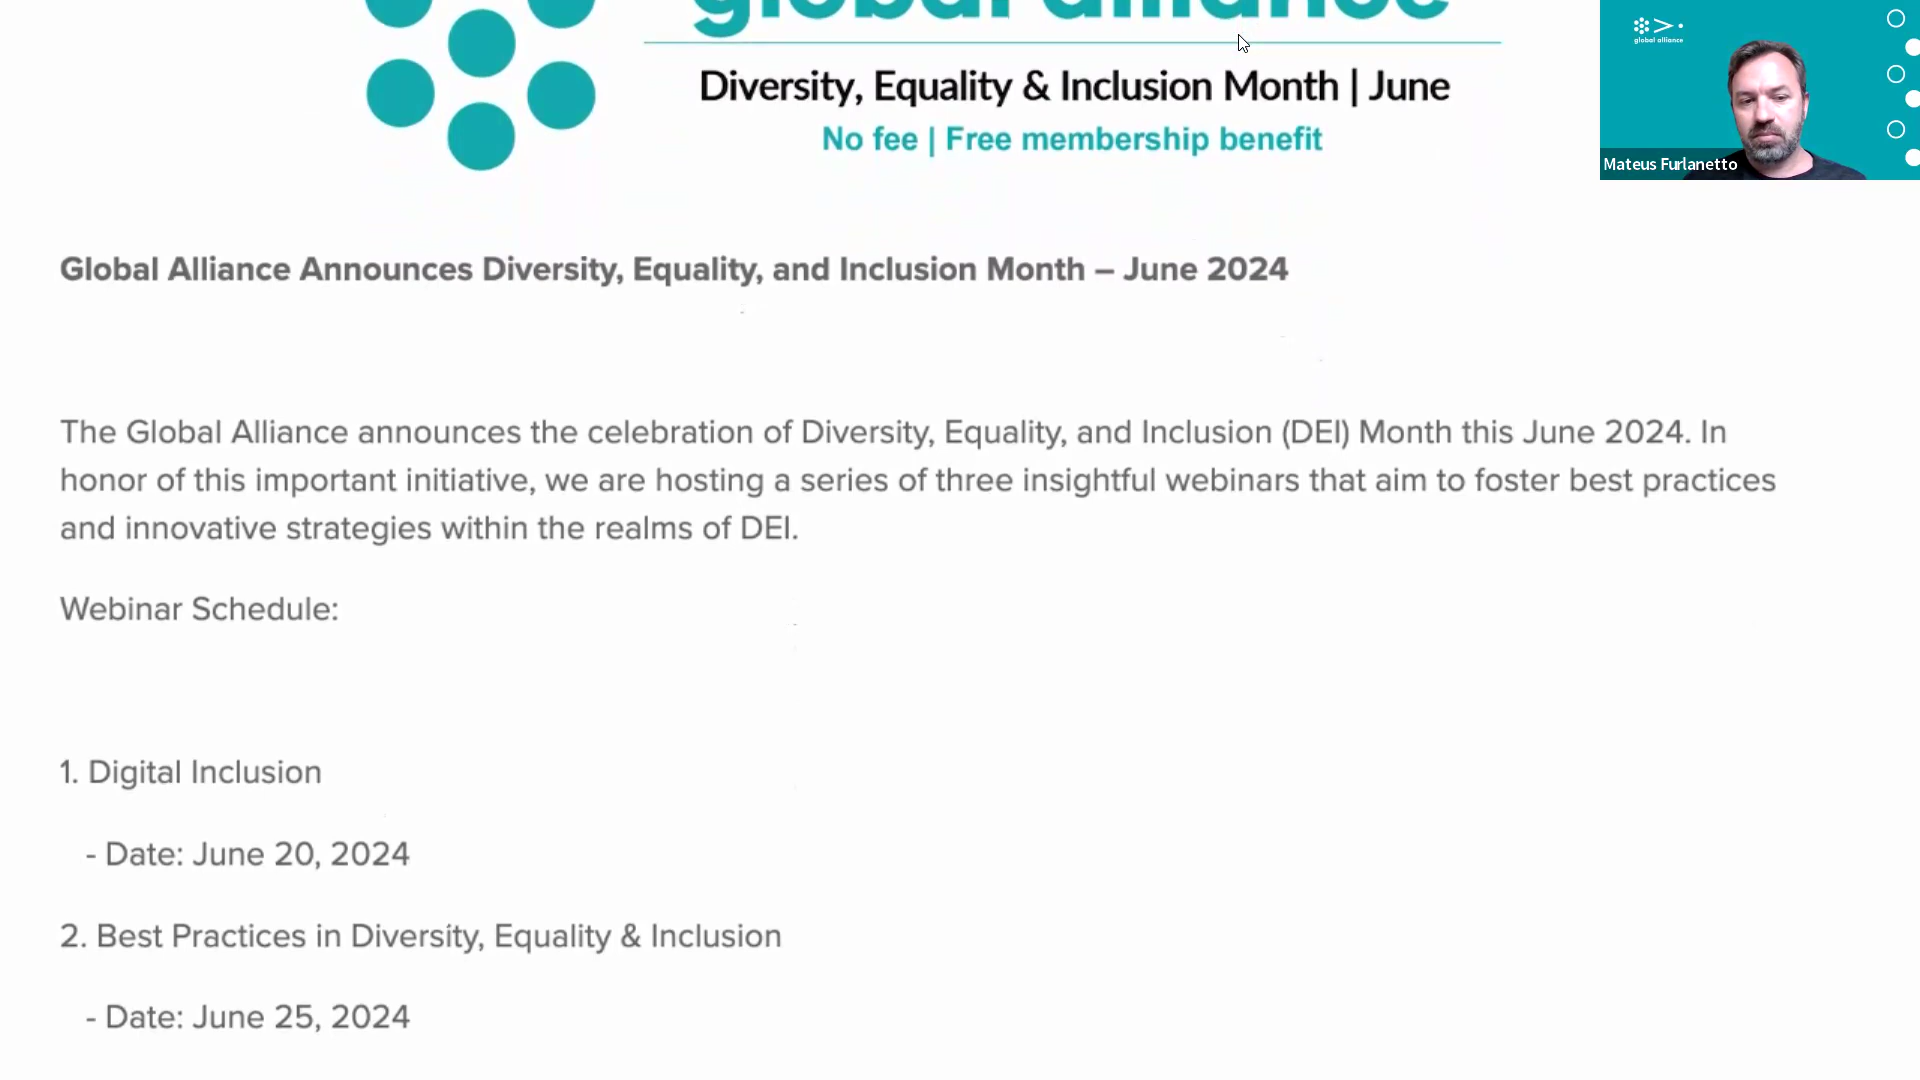 global alliance
Diversity, Equality & Inclusion Month | June
No fee | Free membership benefit
global alliance
Mateus Furlanetto
Global Alliance Announces Diversity, Equality, and Inclusion Month – June 2024
The Global Alliance announces the celebration of Diversity, Equality, and Inclusion (DEI) Month this June 2024. In
honor of this important initiative, we are hosting a series of three insightful webinars that aim to foster best practices
and innovative strategies within the realms of DEI.
Webinar Schedule:
1. Digital Inclusion
- Date: June 20, 2024
2. Best Practices in Diversity, Equality & Inclusion
- Date: June 25, 2024